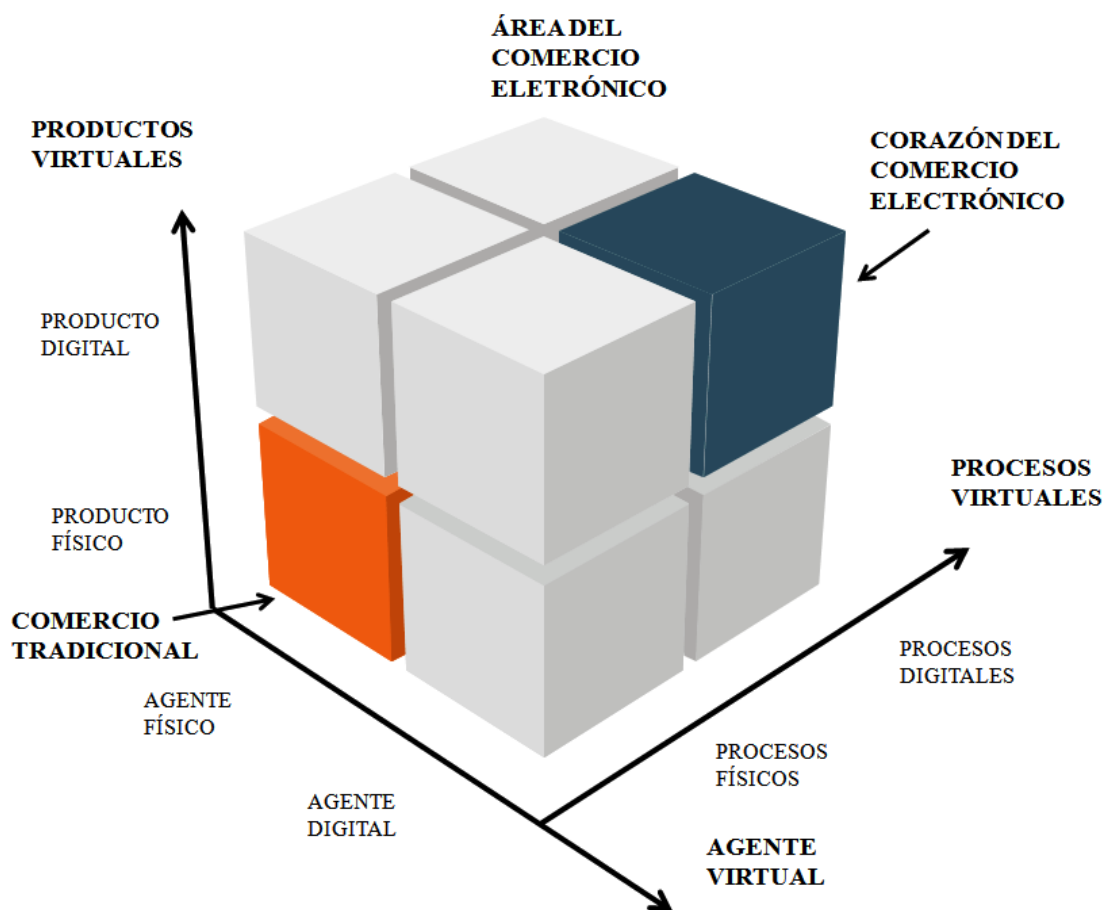 ÁREA DEL
COMERCIO
ELETRÓNICO
PRODUCTOS
VIRTUALES
CORAZÓN DEL
COMERCIO
ELECTRÓNICO
PRODUCTO
DIGITAL
PROCESOS
VIRTUALES
PRODUCTO
FÍSICO
COMERCIO
TRADICIONAL
PROCESOS
DIGITALES
AGENTE
FÍSICO
PROCESOS
FÍSICOS
AGENTE
DIGITAL
AGENTE
VIRTUAL